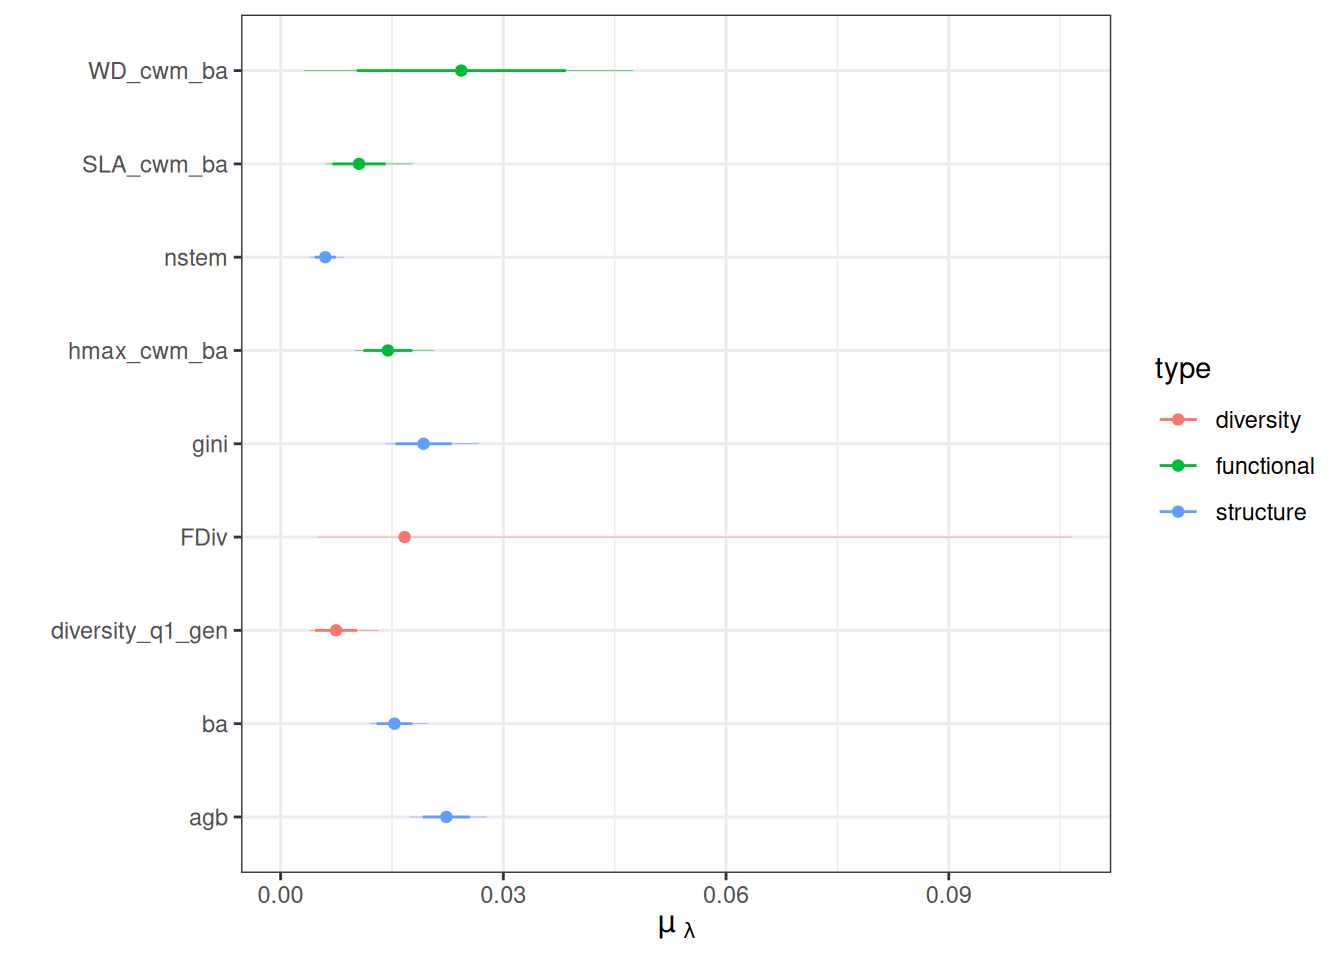 WD_cwm_ba
SLA_cwm_ba
nstem
hmax_cwm_ba
gini
FDiv
diversity_q1_gen
ba
agb
0.00 0.03 0.06 0.09
μ λ
type
diversity
functional
structure